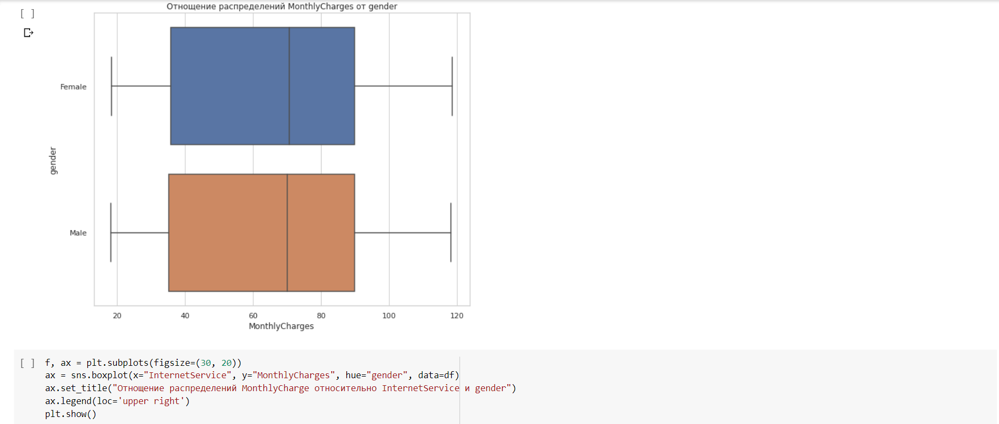 Отнощение распределений MonthlyCharges от gender
[ ]
Female
gender
Male
20 40 60 80 100 120
MonthlyCharges
[ ] f, ax = plt.subplots(figsize=(30, 20))
ax = sns.boxplot(x="InternetService", y="MonthlyCharges", hue="gender", data=df)
ax.set_title("Отнощение распределений MonthlyCharge относительно InternetService и gender")
ax.legend(loc='upper right')
plt.show()